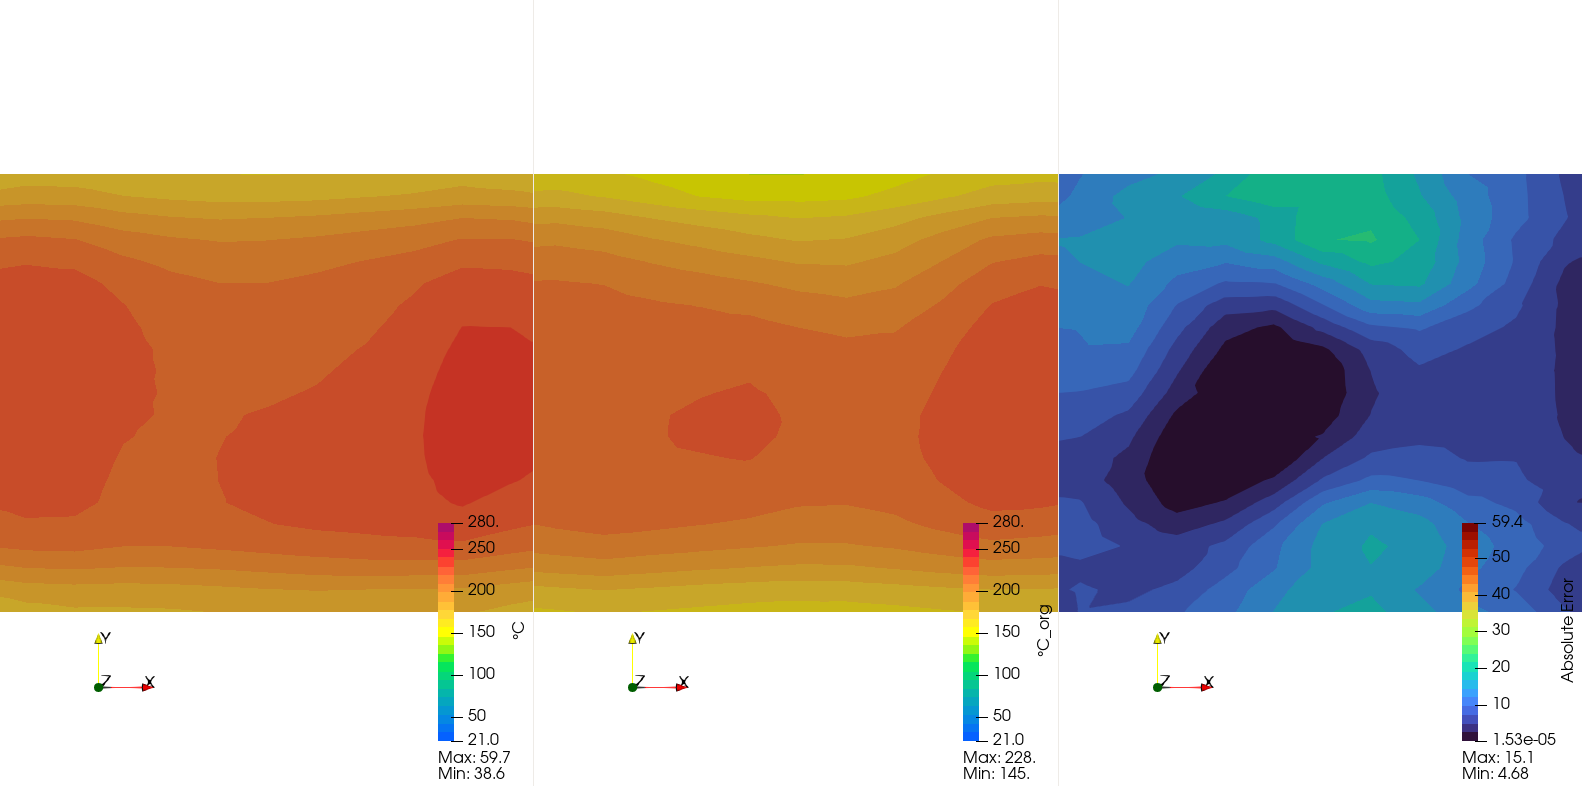 280.
250
200
150
100
50
21.0
°C
Max: 59.7
Min: 38.6
Y
Z
X
280.
250
200
150
100
50
21.0
°C_org
Max: 228.
Min: 145.
Y
Z
X
59.4
50
40
30
20
10
1.53e-05
Absolute Error
Max: 15.1
Min: 4.68
Y
Z
X